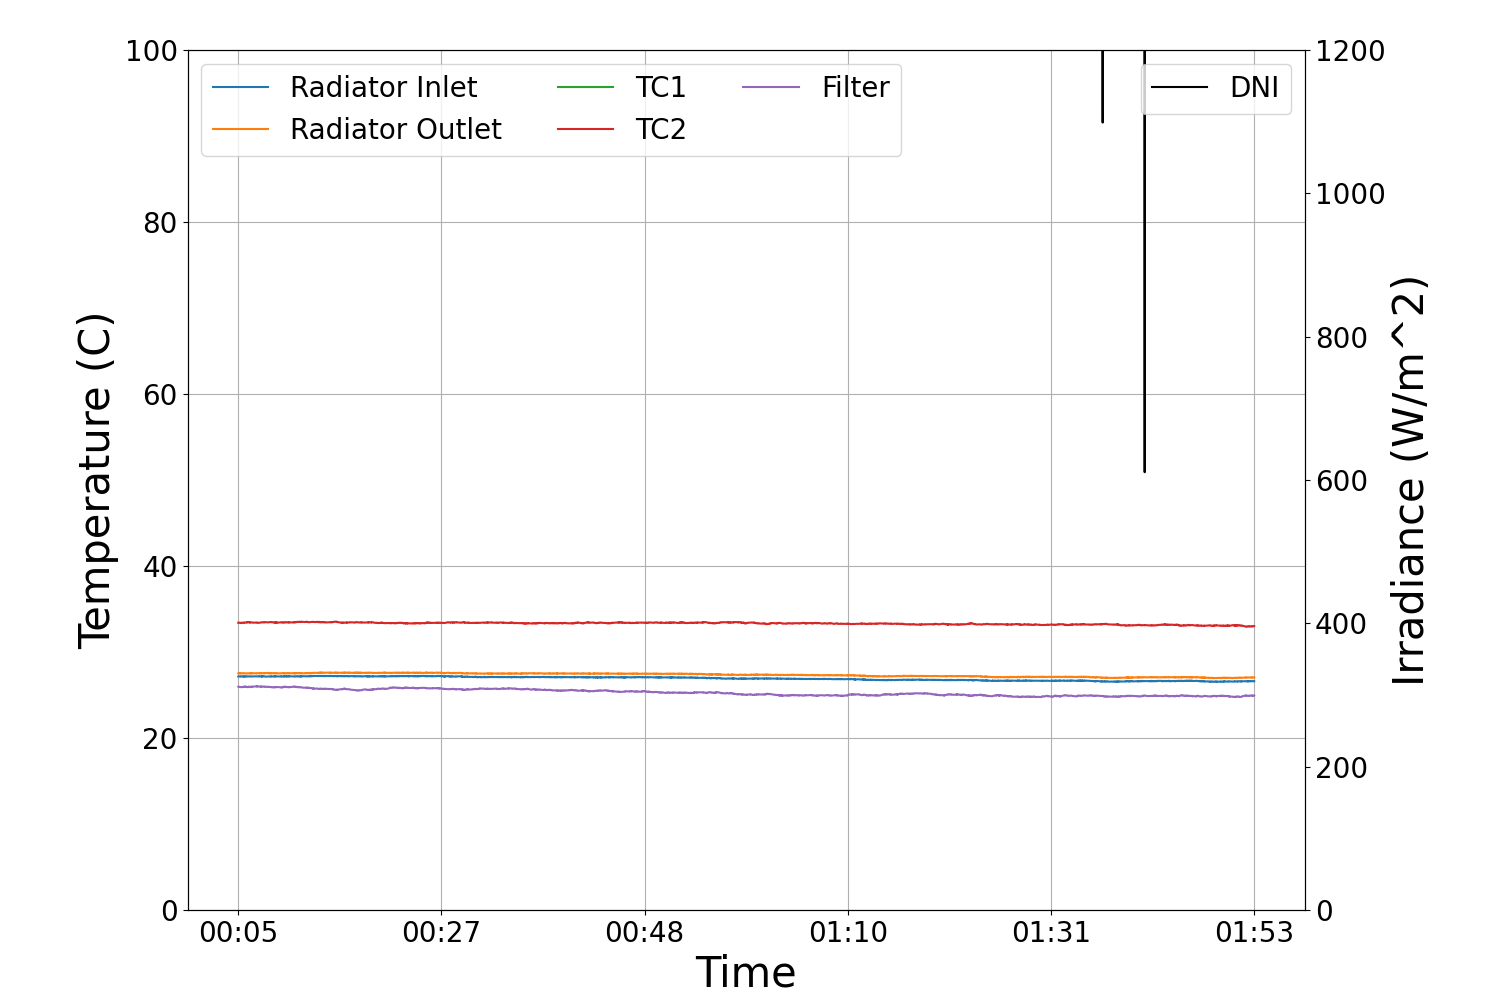 100
80
60
40
20
0
Temperature (C)
Radiator Inlet
Radiator Outlet
TC1
TC2
Filter
DNI
1200
1000
800
600
400
200
0
Irradiance (W/m^2)
00:05 00:27 00:48 01:10 01:31 01:53
Time